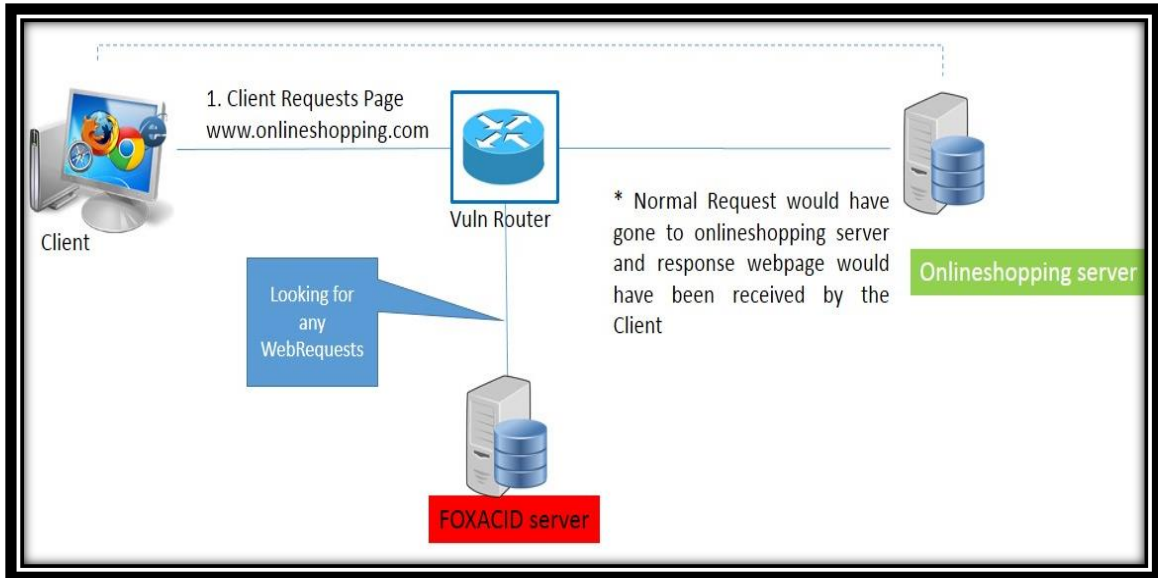 1. Client Requests Page
www.onlineshopping.com
Client
Vuln Router
* Normal Request would have
gone to onlineshopping server
and response webpage would
have been received by the
Client
Onlineshopping server
Looking for
any
WebRequests
FOXACID server